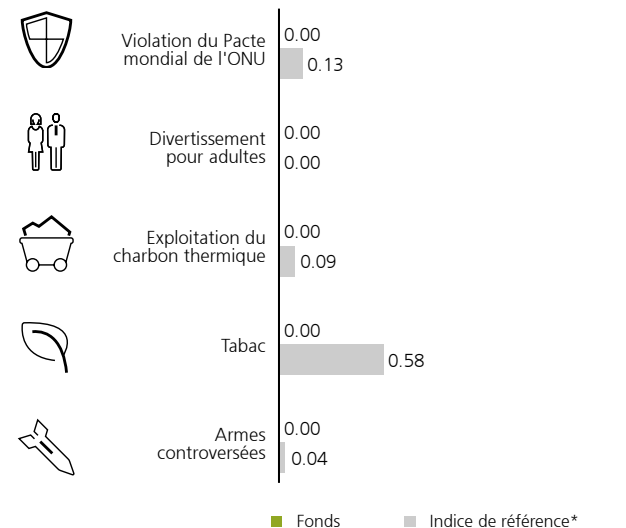 Violation du Pacte
mondial de l'ONU
0.00
0.13
Divertissement
pour adultes
0.00
0.00
Exploitation du
charbon thermique
0.00
0.09
Tabac
0.00
0.58
Armes
controversées
0.00
0.04
Fonds
Indice de référence*